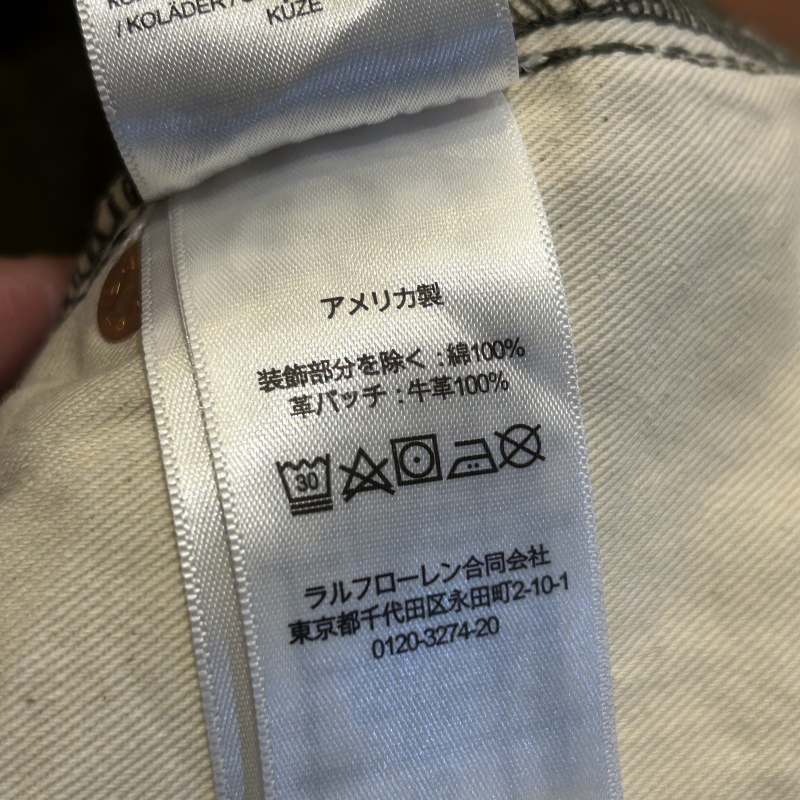 / KOLÄDER /
KÜZE
アメリカ製
装飾部分を除く : 綿100%
革パッチ : 牛革100%
30
ラルフローレン合同会社
東京都千代田区永田町2-10-1
0120-3274-20